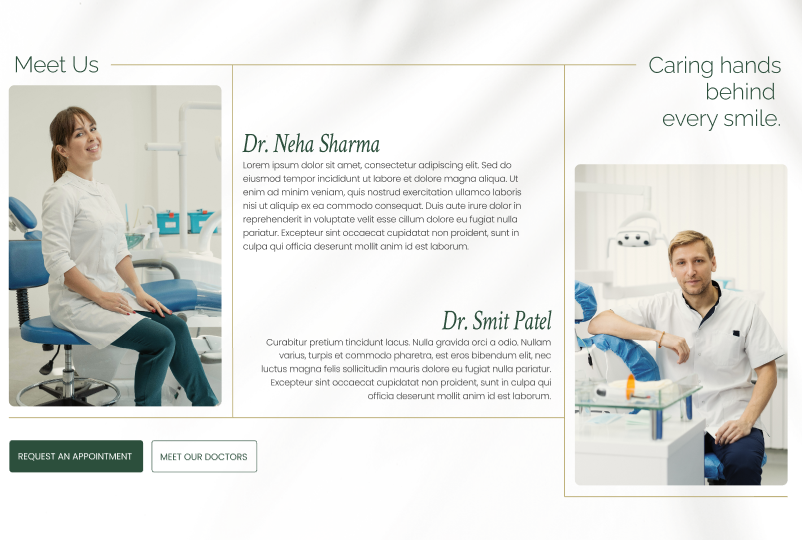 Meet Us
Caring hands
behind
every smile.
Dr. Neha Sharma
Lorem ipsum dolor sit amet, consectetur adipiscing elit. Sed do
eiusmod tempor incididunt ut labore et dolore magna aliqua. Ut
enim ad minim veniam, quis nostrud exercitation ullamco laboris
nisi ut aliquip ex ea commodo consequat. Duis aute irure dolor in
reprehenderit in voluptate velit esse cillum dolore eu fugiat nulla
pariatur. Excepteur sint occaecat cupidatat non proident, sunt in
culpa qui officia deserunt mollit anim id est laborum.
Dr. Smit Patel
Curabitur pretium tincidunt lacus. Nulla gravida orci a odio. Nullam
varius, turpis et commodo pharetra, est eros bibendum elit, nec
luctus magna felis sollicitudin mauris dolore eu fugiat nulla pariatur.
Excepteur sint occaecat cupidatat non proident, sunt in culpa qui
officia deserunt mollit anim id est laborum.
REQUEST AN APPOINTMENT
MEET OUR DOCTORS